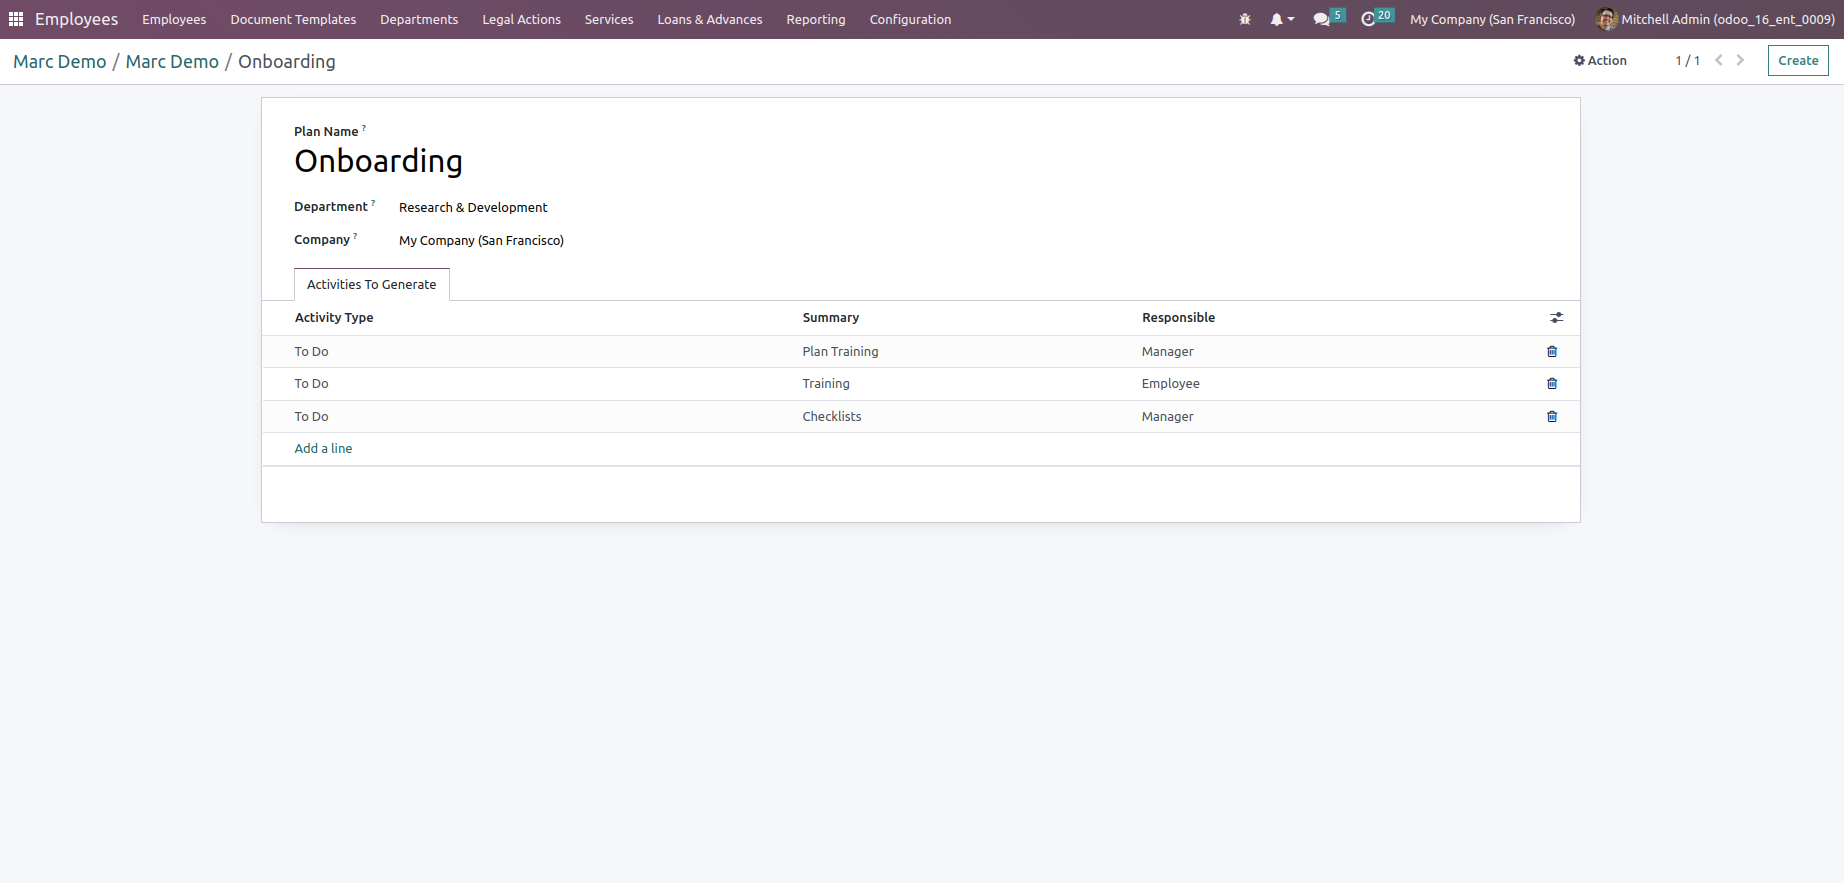 Employees Employees Document Templates Departments Legal Actions Services Loans & Advances Reporting Configuration 5 20 My Company (San Francisco) Mitchell Admin (odoo_16_ent_0009)
Marc Demo / Marc Demo / Onboarding Action 1 / 1 Create
Plan Name ?
Onboarding
Department ? Research & Development
Company ? My Company (San Francisco)
Activities To Generate
Activity Type Summary Responsible
To Do Plan Training Manager
To Do Training Employee
To Do Checklists Manager
Add a line